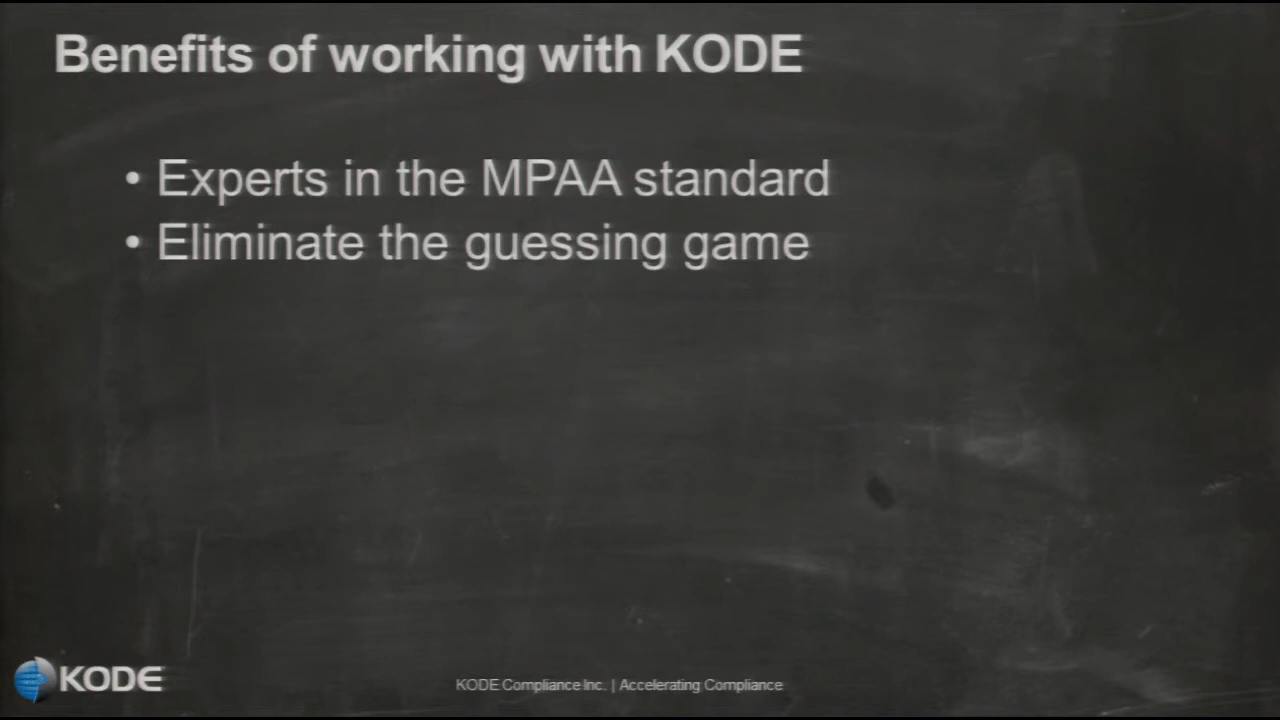 Benefits of working with KODE
• Experts in the MPAA standard
• Eliminate the guessing game
KODE
KODE Compliance Inc. | Accelerating Compliance